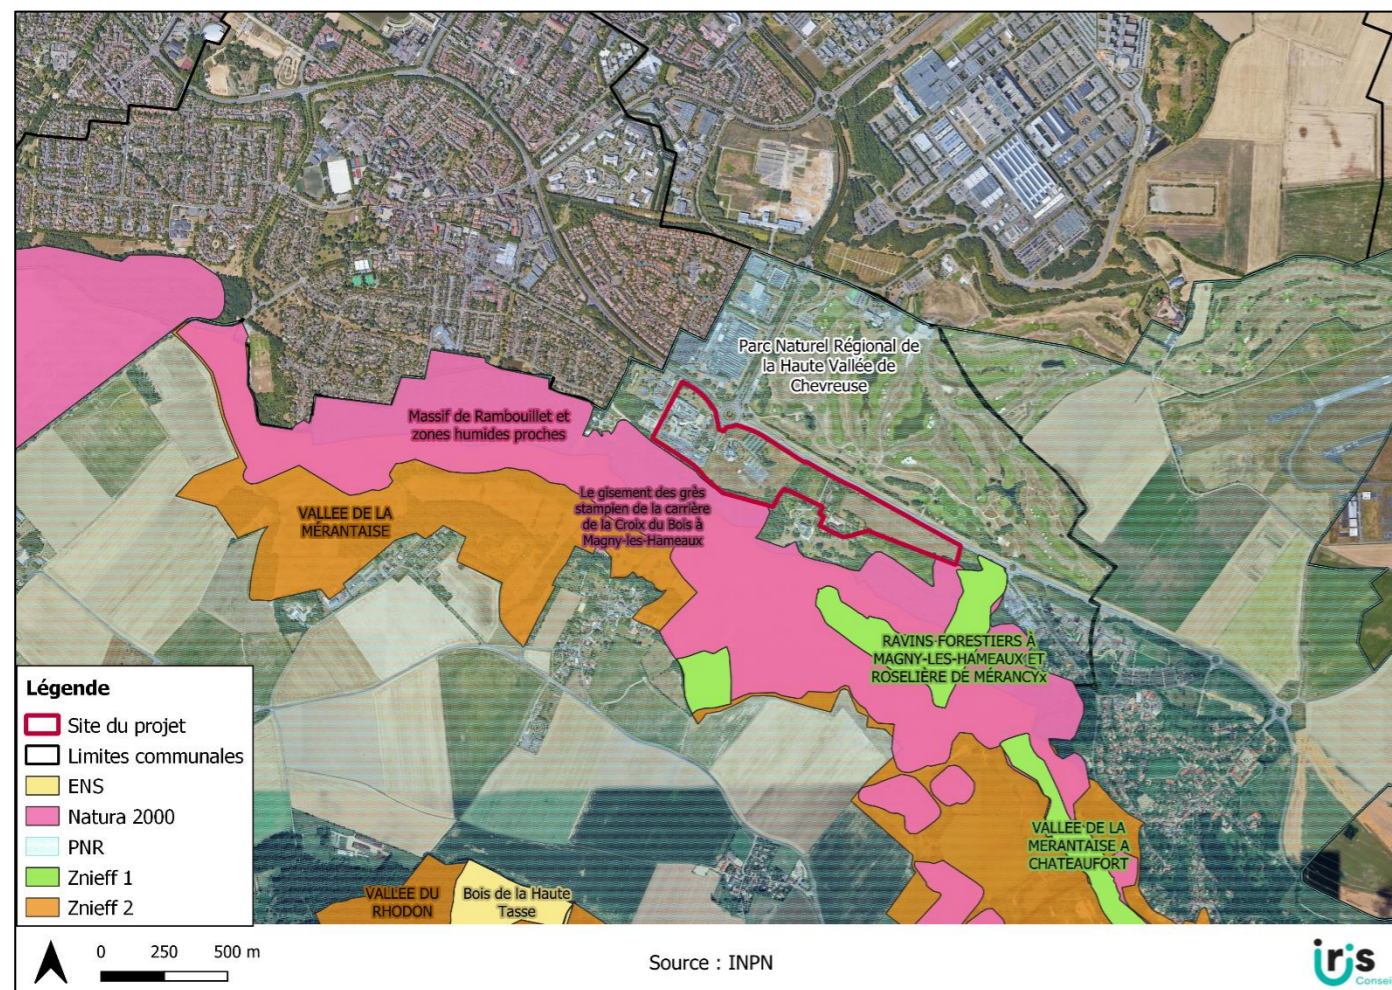 Parc Naturel Régional de
la Haute Vallée de
Chevreuse
Massif de Rambouillet et
zones humides proches
Le gisement des grès
stampien de la carrière
de la Croix du Bois à
Magny-les-Hameaux
VALLEE DE LA
MÉRANTAISE
RAVINS FORESTIERS À
MAGNY-LES-HAMEAUX ET
ROSELIÈRE DE MÉRANCYx
VALLEE DE LA
MÉRANTAISE A
CHATEAUFORT
VALLEE DU
RHODON
Bois de la Haute
Tasse
Légende
Site du projet
Limites communales
ENS
Natura 2000
PNR
Znieff 1
Znieff 2
0 250 500 m
Source : INPN
iris
Conseil